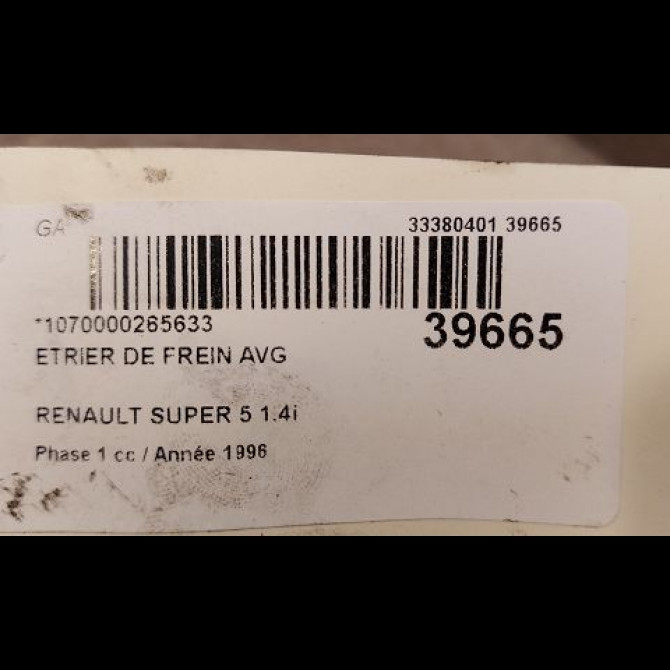 GA 33380401 39665
*1070000265633 39665
ETRIER DE FREIN AVG
RENAULT SUPER 5 1.4i
Phase 1 cc / Année 1996